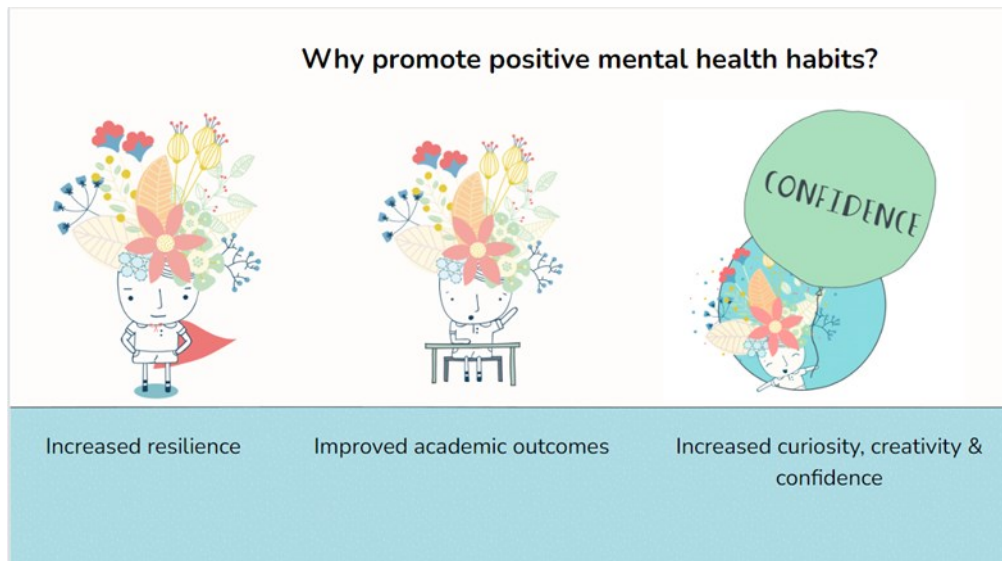 Why promote positive mental health habits?
CONFIDENCE
Increased resilience
Improved academic outcomes
Increased curiosity, creativity &
confidence